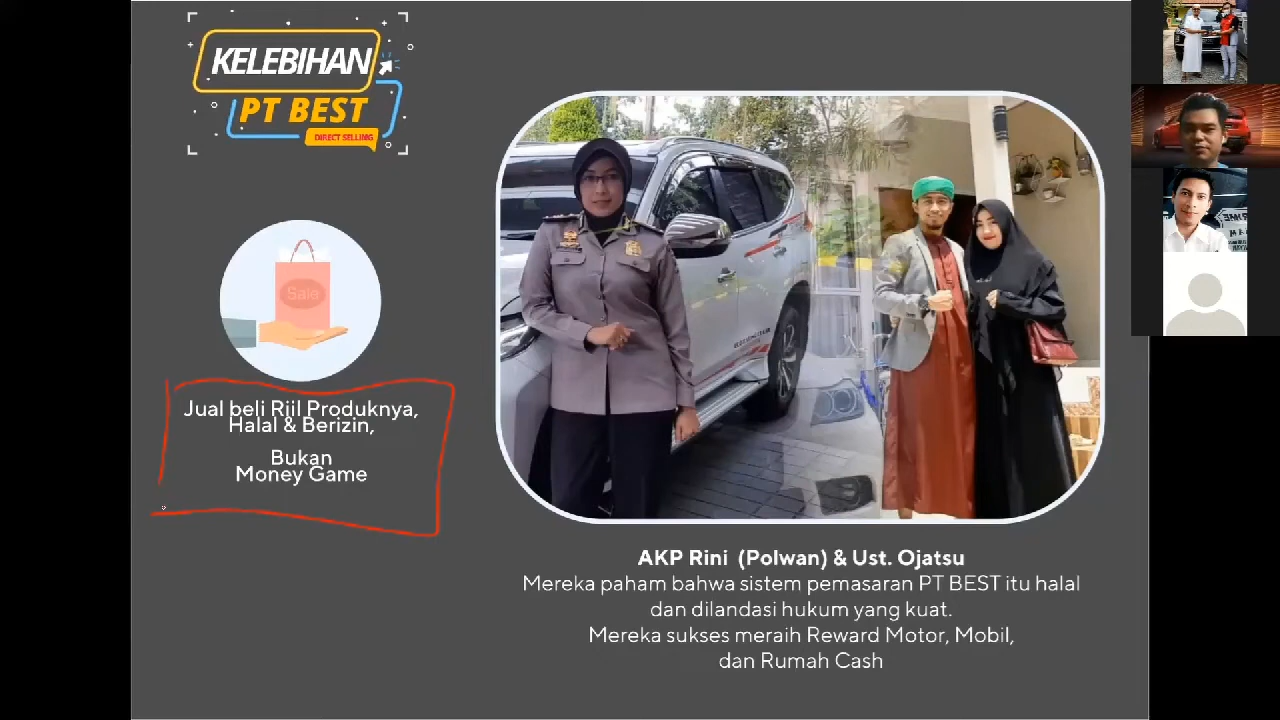 KELEBIHAN
PT BEST
DIRECT SELLING
Sale
Jual beli Riil Produknya,
Halal & Berizin,
Bukan
Money Game
AKP Rini (Polwan) & Ust. Ojatsu
Mereka paham bahwa sistem pemasaran PT BEST itu halal
dan dilandasi hukum yang kuat.
Mereka sukses meraih Reward Motor, Mobil,
dan Rumah Cash